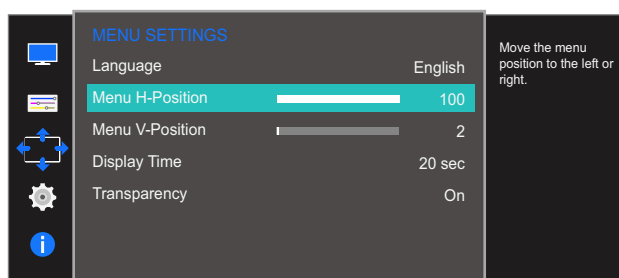 MENU SETTINGS
Language English
Menu H-Position 100
Menu V-Position 2
Display Time 20 sec
Transparency On
Move the menu
position to the left or
right.